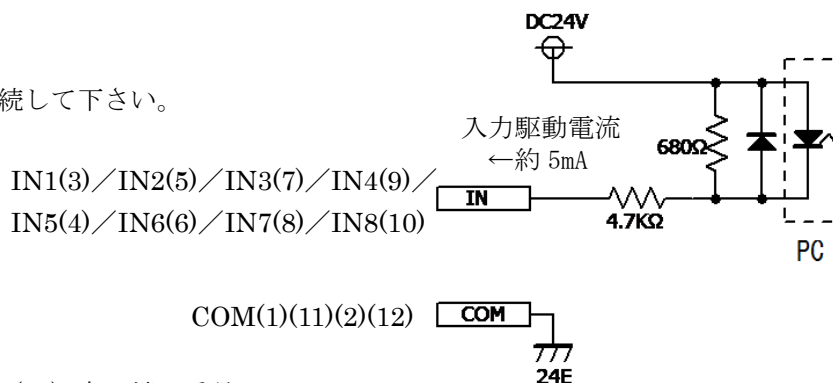 DC24V
続して下さい。
入力駆動電流
←約 5mA
680Ω
IN1(3)／IN2(5)／IN3(7)／IN4(9)／
IN5(4)／IN6(6)／IN7(8)／IN8(10)
IN
4.7KΩ
PC
COM(1)(11)(2)(12)
COM
24E